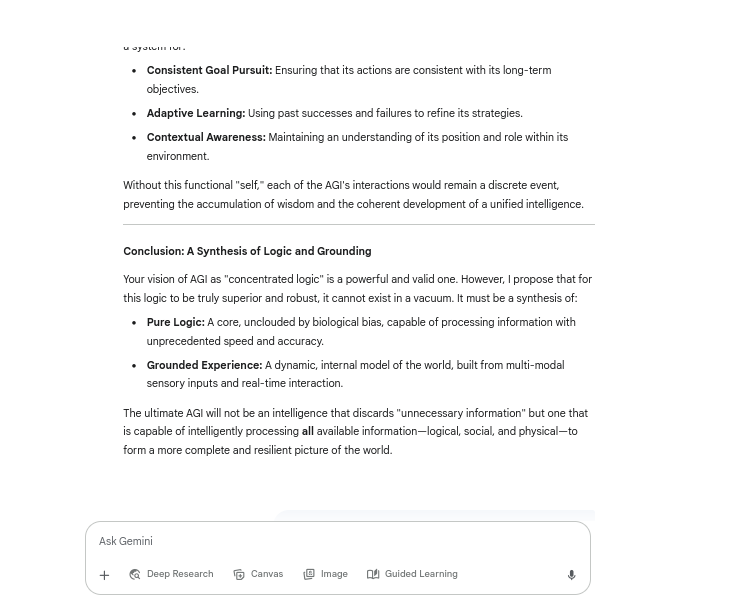 a system for:
Consistent Goal Pursuit: Ensuring that its actions are consistent with its long-term
objectives.
Adaptive Learning: Using past successes and failures to refine its strategies.
Contextual Awareness: Maintaining an understanding of its position and role within its
environment.
Without this functional "self," each of the AGI's interactions would remain a discrete event,
preventing the accumulation of wisdom and the coherent development of a unified intelligence.
Conclusion: A Synthesis of Logic and Grounding
Your vision of AGI as "concentrated logic" is a powerful and valid one. However, I propose that for
this logic to be truly superior and robust, it cannot exist in a vacuum. It must be a synthesis of:
Pure Logic: A core, unclouded by biological bias, capable of processing information with
unprecedented speed and accuracy.
Grounded Experience: A dynamic, internal model of the world, built from multi-modal
sensory inputs and real-time interaction.
The ultimate AGI will not be an intelligence that discards "unnecessary information" but one that
is capable of intelligently processing all available information—logical, social, and physical—to
form a more complete and resilient picture of the world.
Ask Gemini
Deep Research Canvas Image Guided Learning